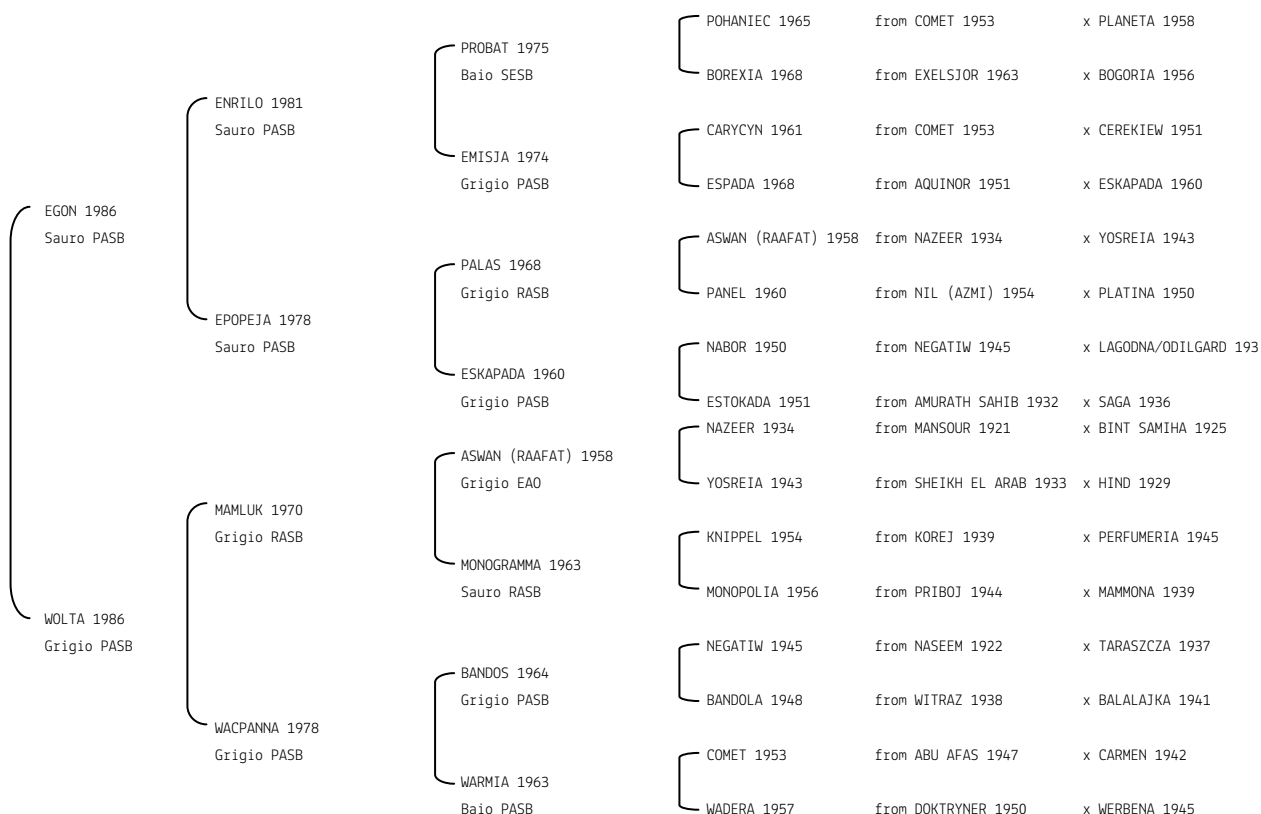 POHANIEC 1965 from COMET 1953 x PLANETA 1958
PROBAT 1975
Baio SESB BOREXIA 1968 from EXELSJOR 1963 x BOGORIA 1956
ENRILO 1981
Sauro PASB CARYCYN 1961 from COMET 1953 x CEREKIEW 1951
EMISJA 1974
Grigio PASB ESPADA 1968 from AQUINOR 1951 x ESKAPADA 1960
EGON 1986
Sauro PASB ASWAN (RAAFAT) 1958 from NAZEER 1934 x YOSREIA 1943
PALAS 1968
Grigio RASB PANEL 1960 from NIL (AZMI) 1954 x PLATINA 1950
EPOPEJA 1978
Sauro PASB NABOR 1950 from NEGATIW 1945 x LAGODNA/ODILGARD 193
ESKAPADA 1960
Grigio PASB ESTOKADA 1951 from AMURATH SAHIB 1932 x SAGA 1936
NAZEER 1934 from MANSOUR 1921 x BINT SAMIHA 1925
ASWAN (RAAFAT) 1958
Grigio EAO YOSREIA 1943 from SHEIKH EL ARAB 1933 x HIND 1929
MAMLUK 1970
Grigio RASB KNIPPEL 1954 from KOREJ 1939 x PERFUMERIA 1945
MONOGRAMMA 1963
Sauro RASB MONOPOLIA 1956 from PRIBOJ 1944 x MAMMONA 1939
WOLTA 1986
Grigio PASB NEGATIW 1945 from NASEEM 1922 x TARASZCZA 1937
BANDOS 1964
Grigio PASB BANDOLA 1948 from WITRAZ 1938 x BALALAJKA 1941
WACPANNA 1978
Grigio PASB COMET 1953 from ABU AFAS 1947 x CARMEN 1942
WARMIA 1963
Baio PASB WADERA 1957 from DOKTRYNER 1950 x WERBENA 1945